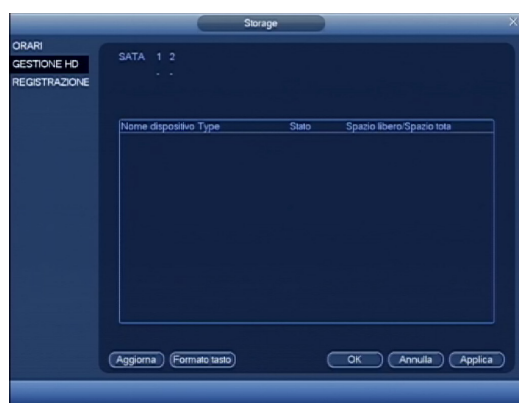 Storage
ORARI
GESTIONE HD
REGISTRAZIONE
SATA 1 2
- -
Nome dispositivo Type Stato Spazio libero/Spazio tota
Aggiorna Formato tasto OK Annulla Applica